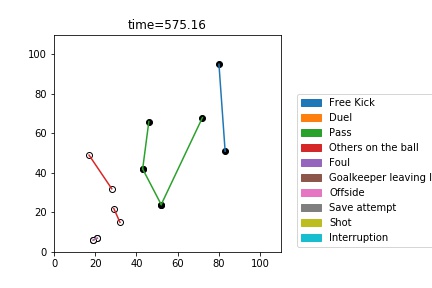 time=575.16
100
80
60
40
20
0
0 20 40 60 80 100
Free Kick
Duel
Pass
Others on the ball
Foul
Goalkeeper leaving l
Offside
Save attempt
Shot
Interruption